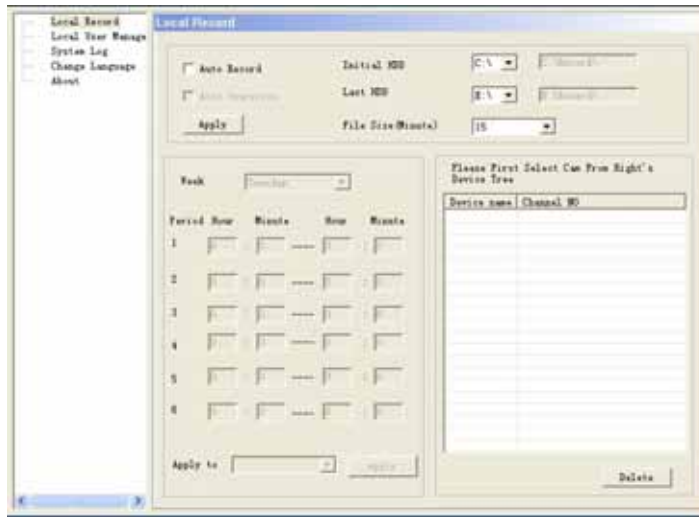 Local Record
Local User Manage
System Log
Change Language
About
Local Record
Auto Record
Initial HDD
C:\
Last HDD
E:\
Apply
File Size(Minute)
15
Week
Period Hour Minute Hour Minute
1 : ---- :
2 : ---- :
3 : ---- :
4 : ---- :
5 : ---- :
6 : ---- :
Apply to
Apply
Please First Select Cam From Right's
Device Tree
Device name Channel NO
Delete